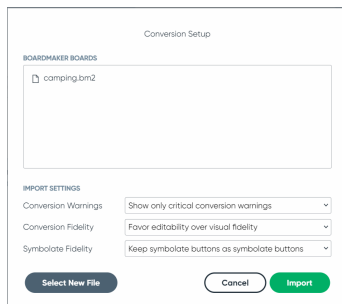 Conversion Setup
BOARDMAKER BOARDS
camping.bm2
IMPORT SETTINGS
Conversion Warnings Show only critical conversion warnings
Conversion Fidelity Favor editability over visual fidelity
Symbolate Fidelity Keep symbolate buttons as symbolate buttons
Select New File Cancel Import